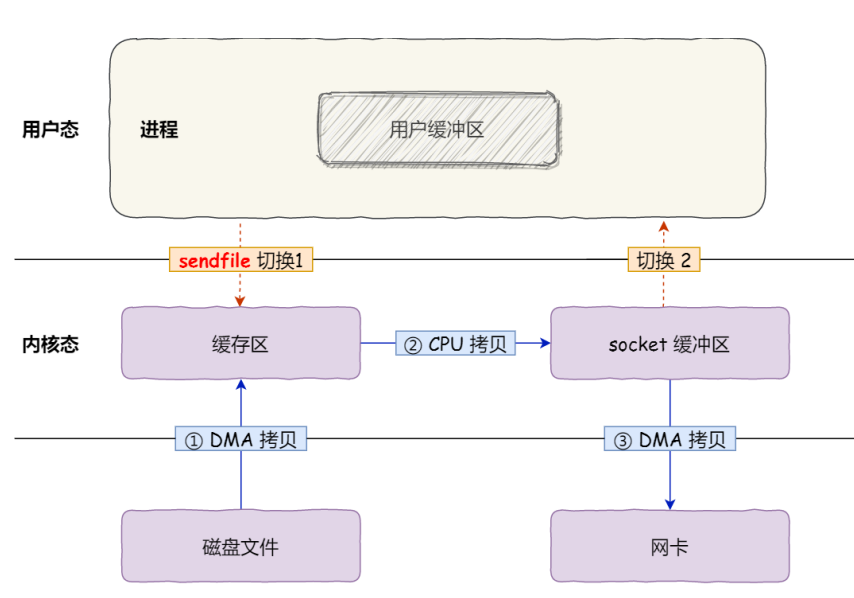 用户态
进程
用户缓冲区
sendfile 切换1
切换 2
内核态
缓存区
② CPU 拷贝
socket 缓冲区
① DMA 拷贝
③ DMA 拷贝
磁盘文件
网卡